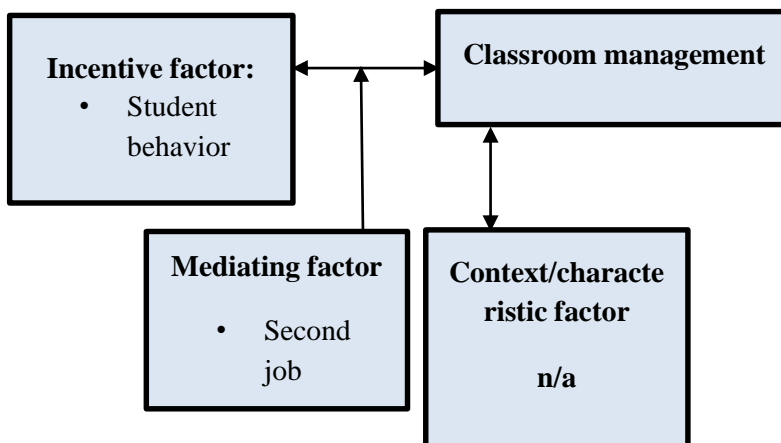 Incentive factor:
• Student
behavior
Classroom management
Mediating factor
• Second
job
Context/characte
ristic factor
n/a